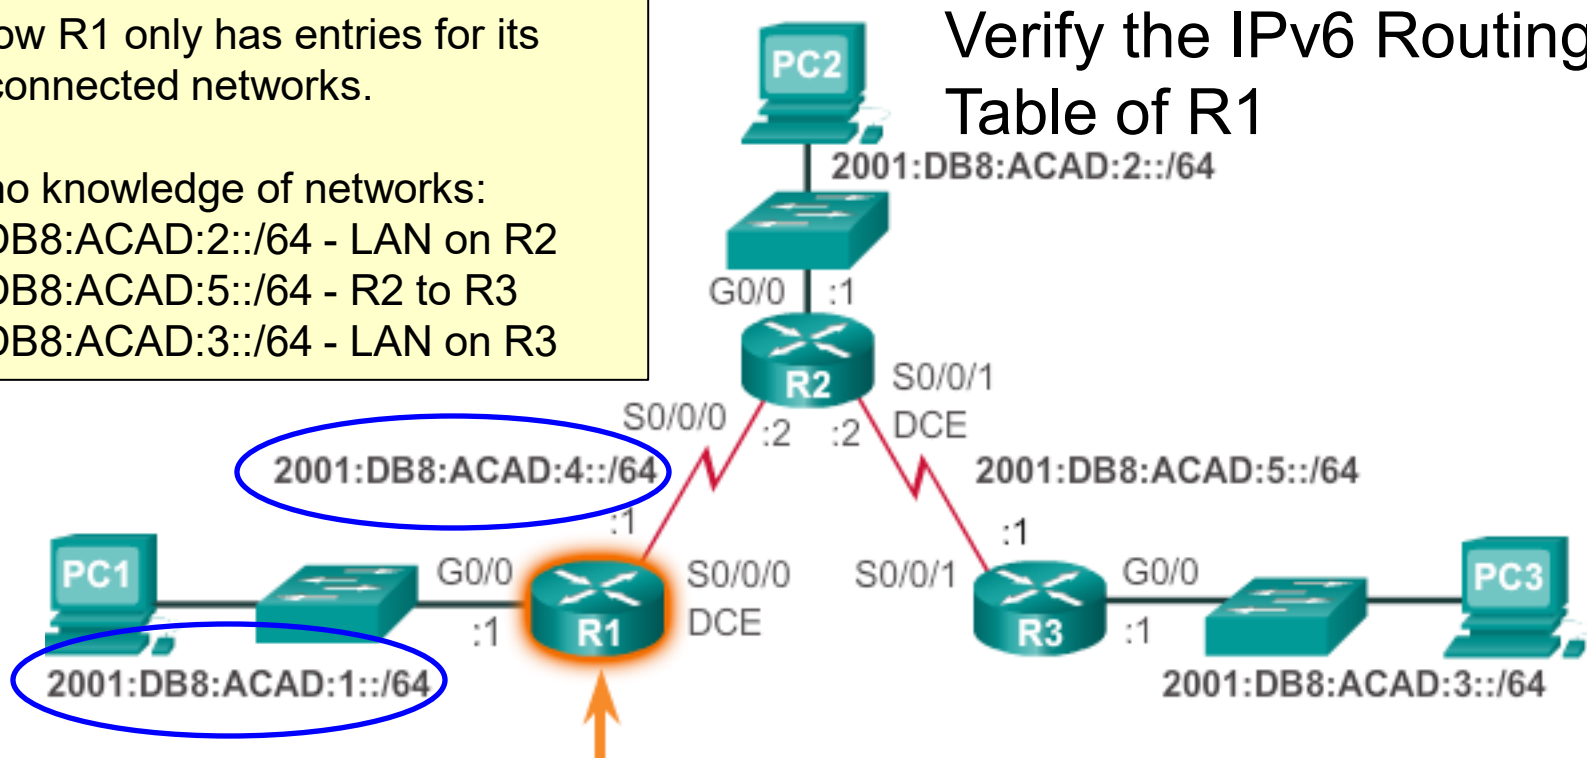 ow R1 only has entries for its
connected networks.
no knowledge of networks:
DB8:ACAD:2::/64 - LAN on R2
DB8:ACAD:5::/64 - R2 to R3
DB8:ACAD:3::/64 - LAN on R3
Verify the IPv6 Routing
Table of R1
PC2
2001:DB8:ACAD:2::/64
G0/0 :1
R2
S0/0/1
DCE
S0/0/0
:2 :2
2001:DB8:ACAD:4::/64
2001:DB8:ACAD:5::/64
:1
:1
PC1
G0/0
:1
R1
S0/0/0
DCE
S0/0/1
R3
G0/0
:1
PC3
2001:DB8:ACAD:1::/64
2001:DB8:ACAD:3::/64